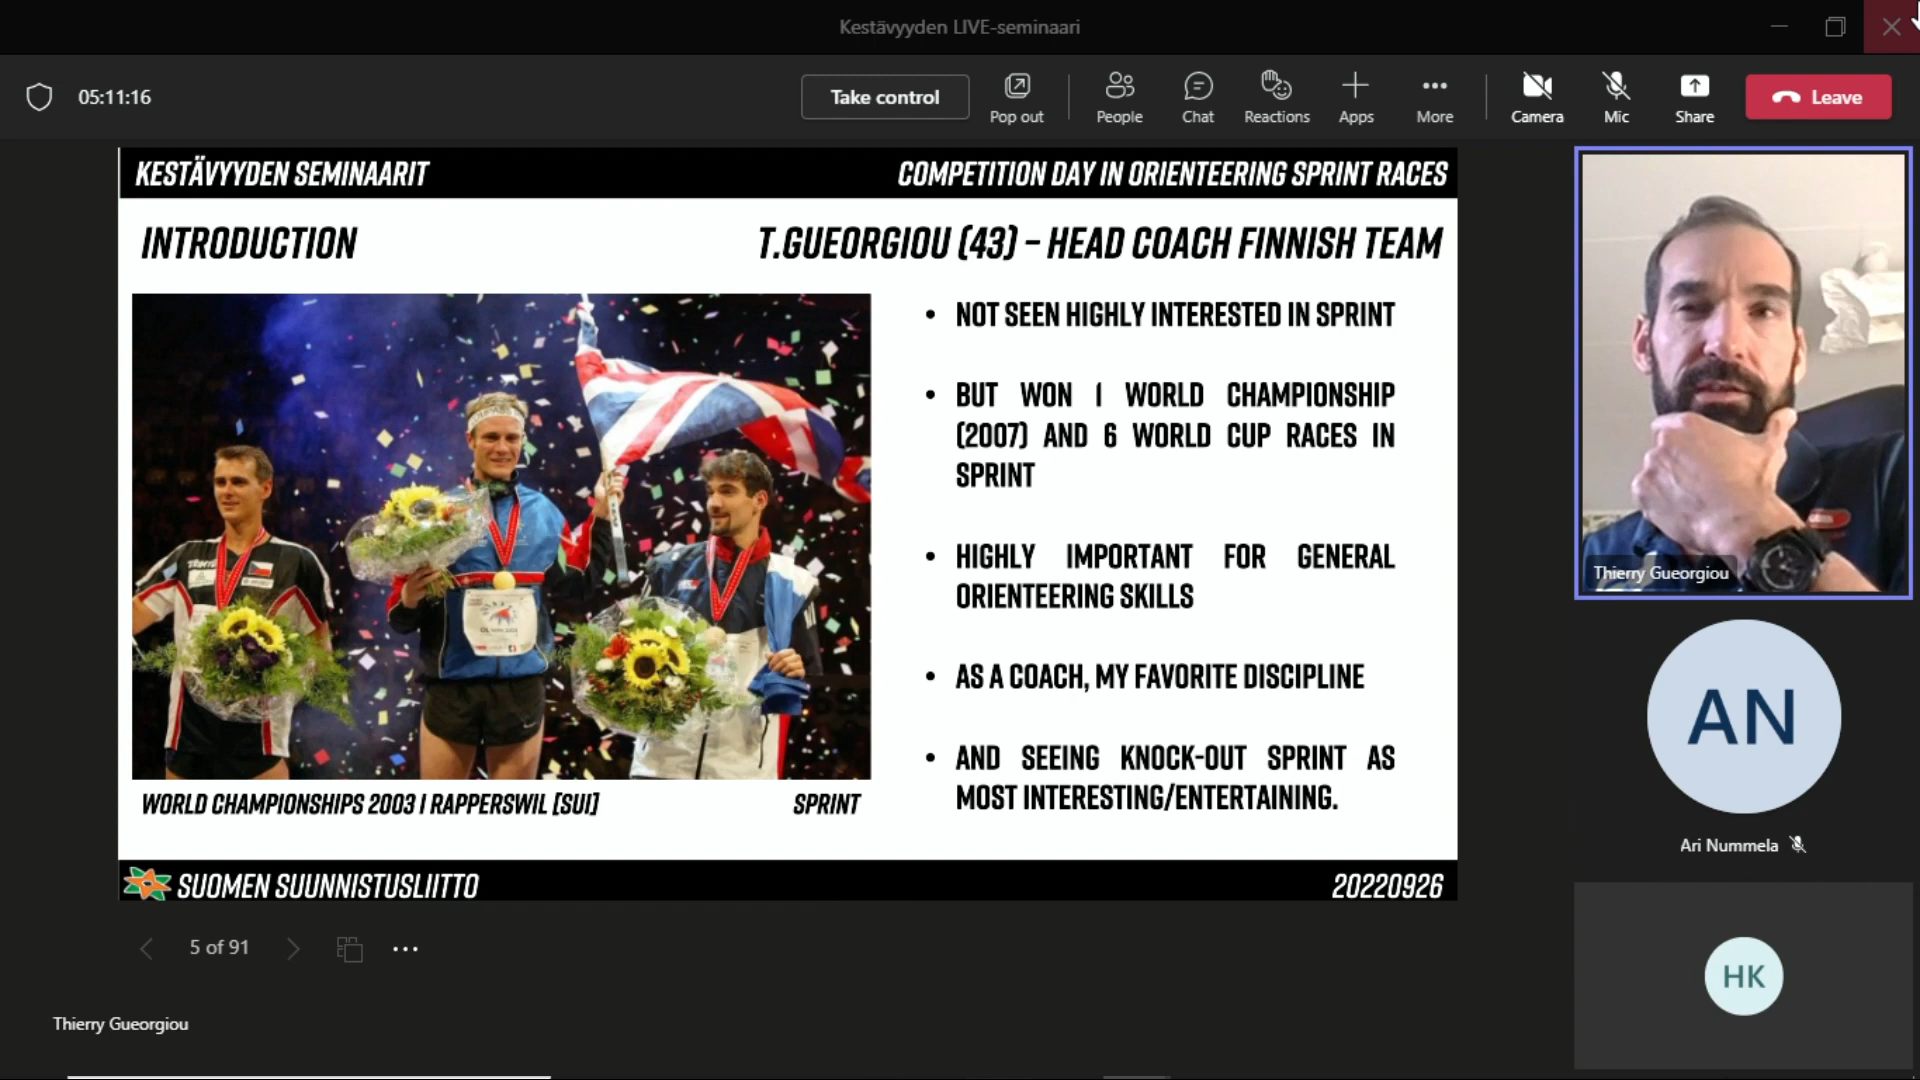 Kestävyyden LIVE-seminaari
05:11:16
Take control
Pop out
People
Chat
Reactions
Apps
More
Camera
Mic
Share
Leave
KESTÄVYYDEN SEMINAARIT
COMPETITION DAY IN ORIENTEERING SPRINT RACES
INTRODUCTION
T.GUEORGIOU (43) – HEAD COACH FINNISH TEAM
• NOT SEEN HIGHLY INTERESTED IN SPRINT
• BUT WON 1 WORLD CHAMPIONSHIP
(2007) AND 6 WORLD CUP RACES IN
SPRINT
• HIGHLY IMPORTANT FOR GENERAL
ORIENTEERING SKILLS
• AS A COACH, MY FAVORITE DISCIPLINE
• AND SEEING KNOCK-OUT SPRINT AS
MOST INTERESTING/ENTERTAINING.
WORLD CHAMPIONSHIPS 2003 I RAPPERSWIL [SUI]
SPRINT
SUOMEN SUUNNISTUSLIITTO
20220926
Thierry Gueorgiou
AN
Ari Nummela
HK
5 of 91
Thierry Gueorgiou